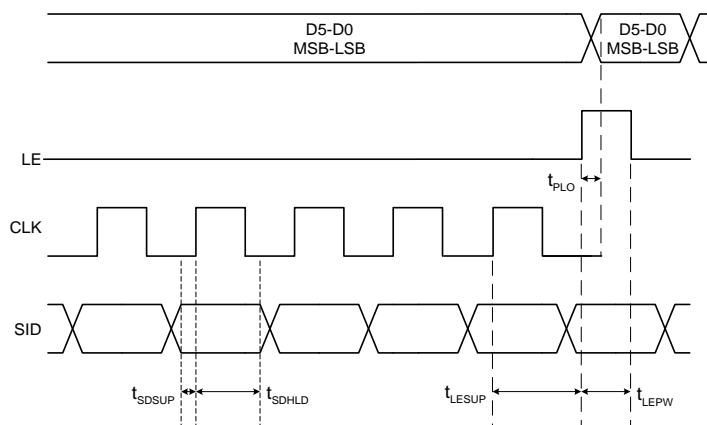 D5-D0
MSB-LSB
D5-D0
MSB-LSB
LE
tPLO
CLK
SID
tSDSUP
tSDHLD
tLESUP
tLEPW